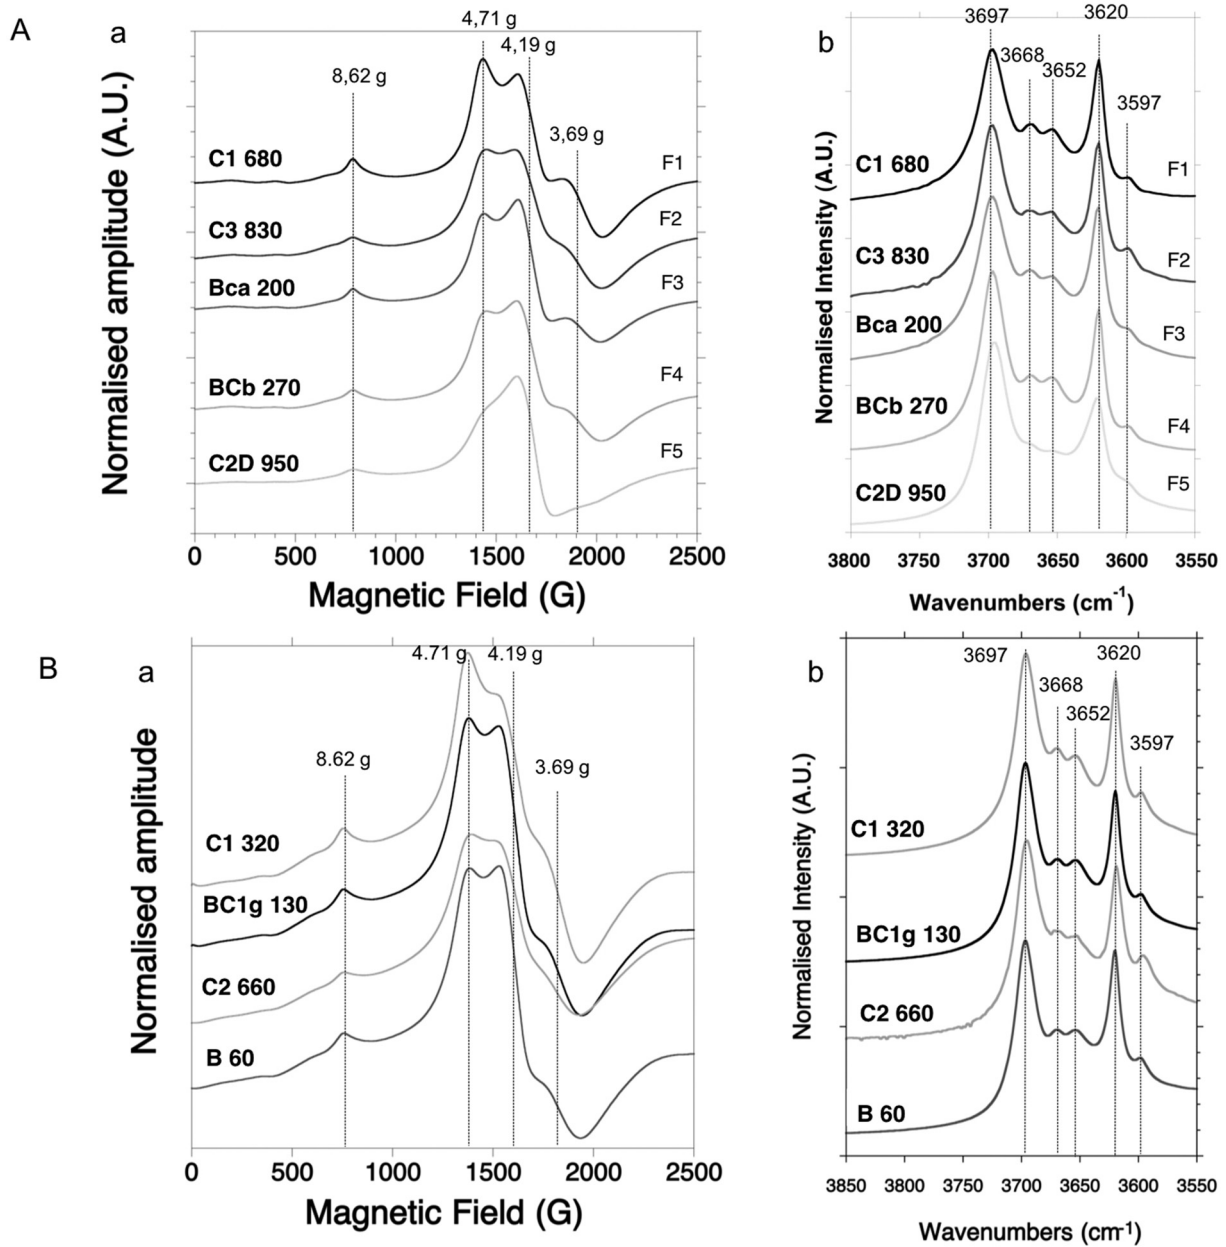 A
a
4,71 g
4,19 g
8,62 g
3,69 g
Normalised amplitude (A.U.)
C1 680
F1
C3 830
F2
Bca 200
F3
BCb 270
F4
C2D 950
F5
0 500 1000 1500 2000 2500
Magnetic Field (G)
b
3697
3620
3668
3652
3597
Normalised Intensity (A.U.)
C1 680
F1
C3 830
F2
Bca 200
F3
BCb 270
F4
C2D 950
F5
3800 3750 3700 3650 3600 3550
Wavenumbers (cm-1)
B
a
4.71 g
4.19 g
8.62 g
3.69 g
Normalised amplitude
C1 320
BC1g 130
C2 660
B 60
0 500 1000 1500 2000 2500
Magnetic Field (G)
b
3697
3620
3668
3652
3597
Normalised Intensity (A.U.)
C1 320
BC1g 130
C2 660
B 60
3850 3800 3750 3700 3650 3600 3550
Wavenumbers (cm-1)